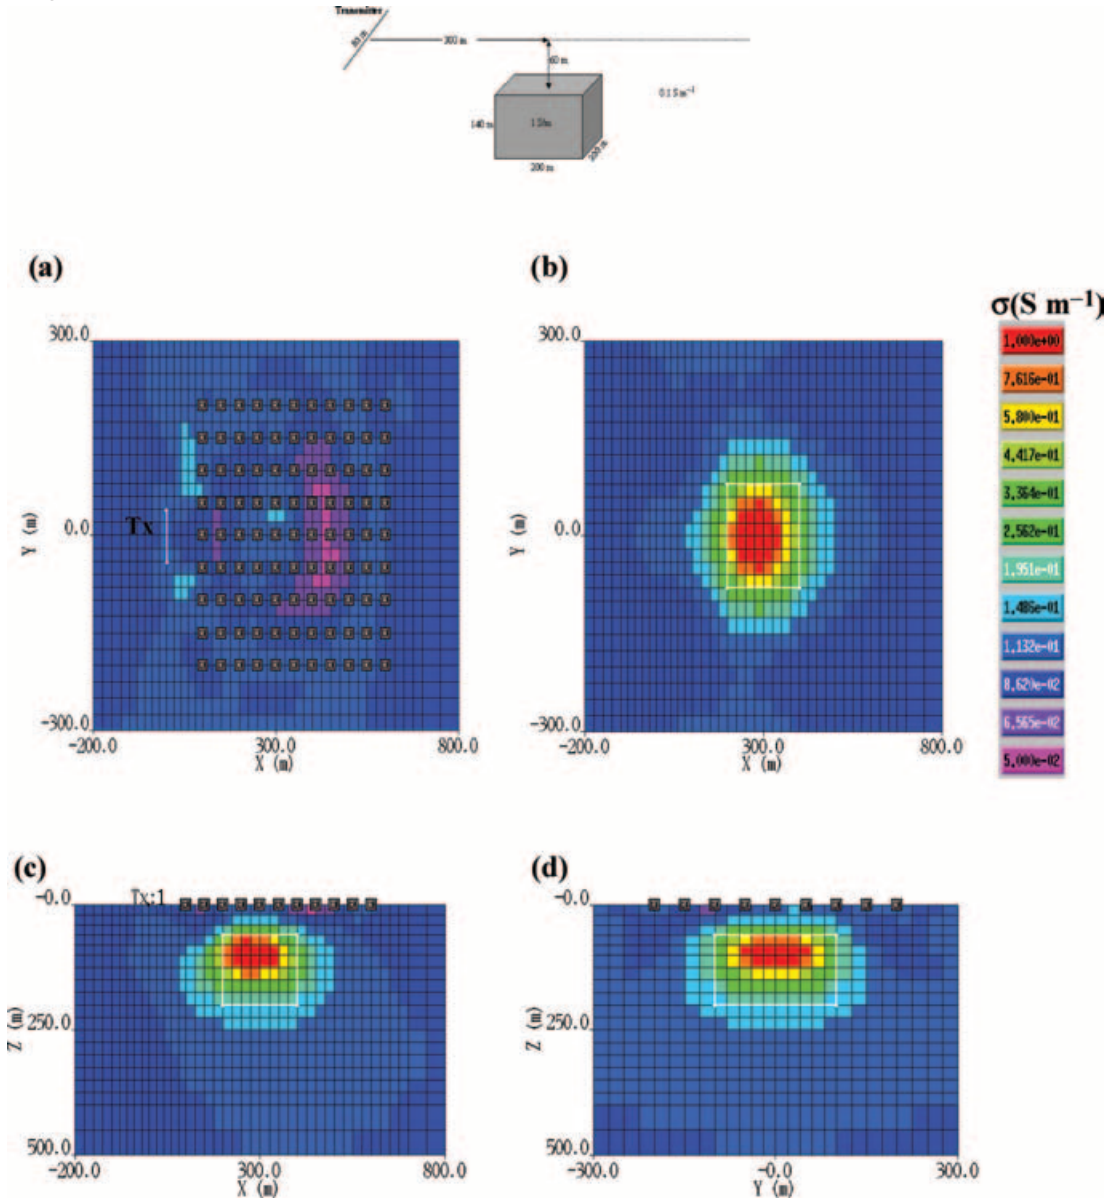 Transmitter
300 m
60 m
0.1 S m⁻¹
140 m
200 m
(a)
(b)
σ(S m⁻¹)
300.0
Y (m)
0.0
-300.0
Tx
-200.0
300.0
800.0
X (m)
300.0
Y (m)
0.0
-300.0
-200.0
300.0
800.0
X (m)
1.000e+00
7.616e-01
5.800e-01
4.417e-01
3.364e-01
2.562e-01
1.951e-01
1.486e-01
1.132e-01
8.620e-02
6.565e-02
5.000e-02
(c)
(d)
Tx:1
-0.0
Z (m)
250.0
500.0
-200.0
300.0
800.0
X (m)
-0.0
Z (m)
250.0
500.0
-300.0
-0.0
300.0
Y (m)